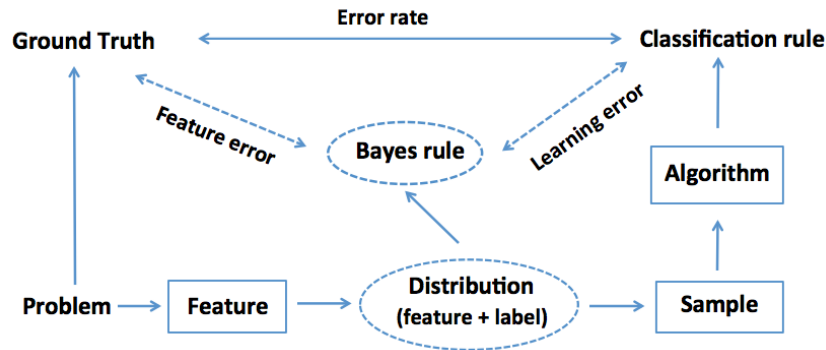 Error rate
Ground Truth
Classification rule
Feature error
Learning error
Bayes rule
Algorithm
Problem
Feature
Distribution
(feature + label)
Sample